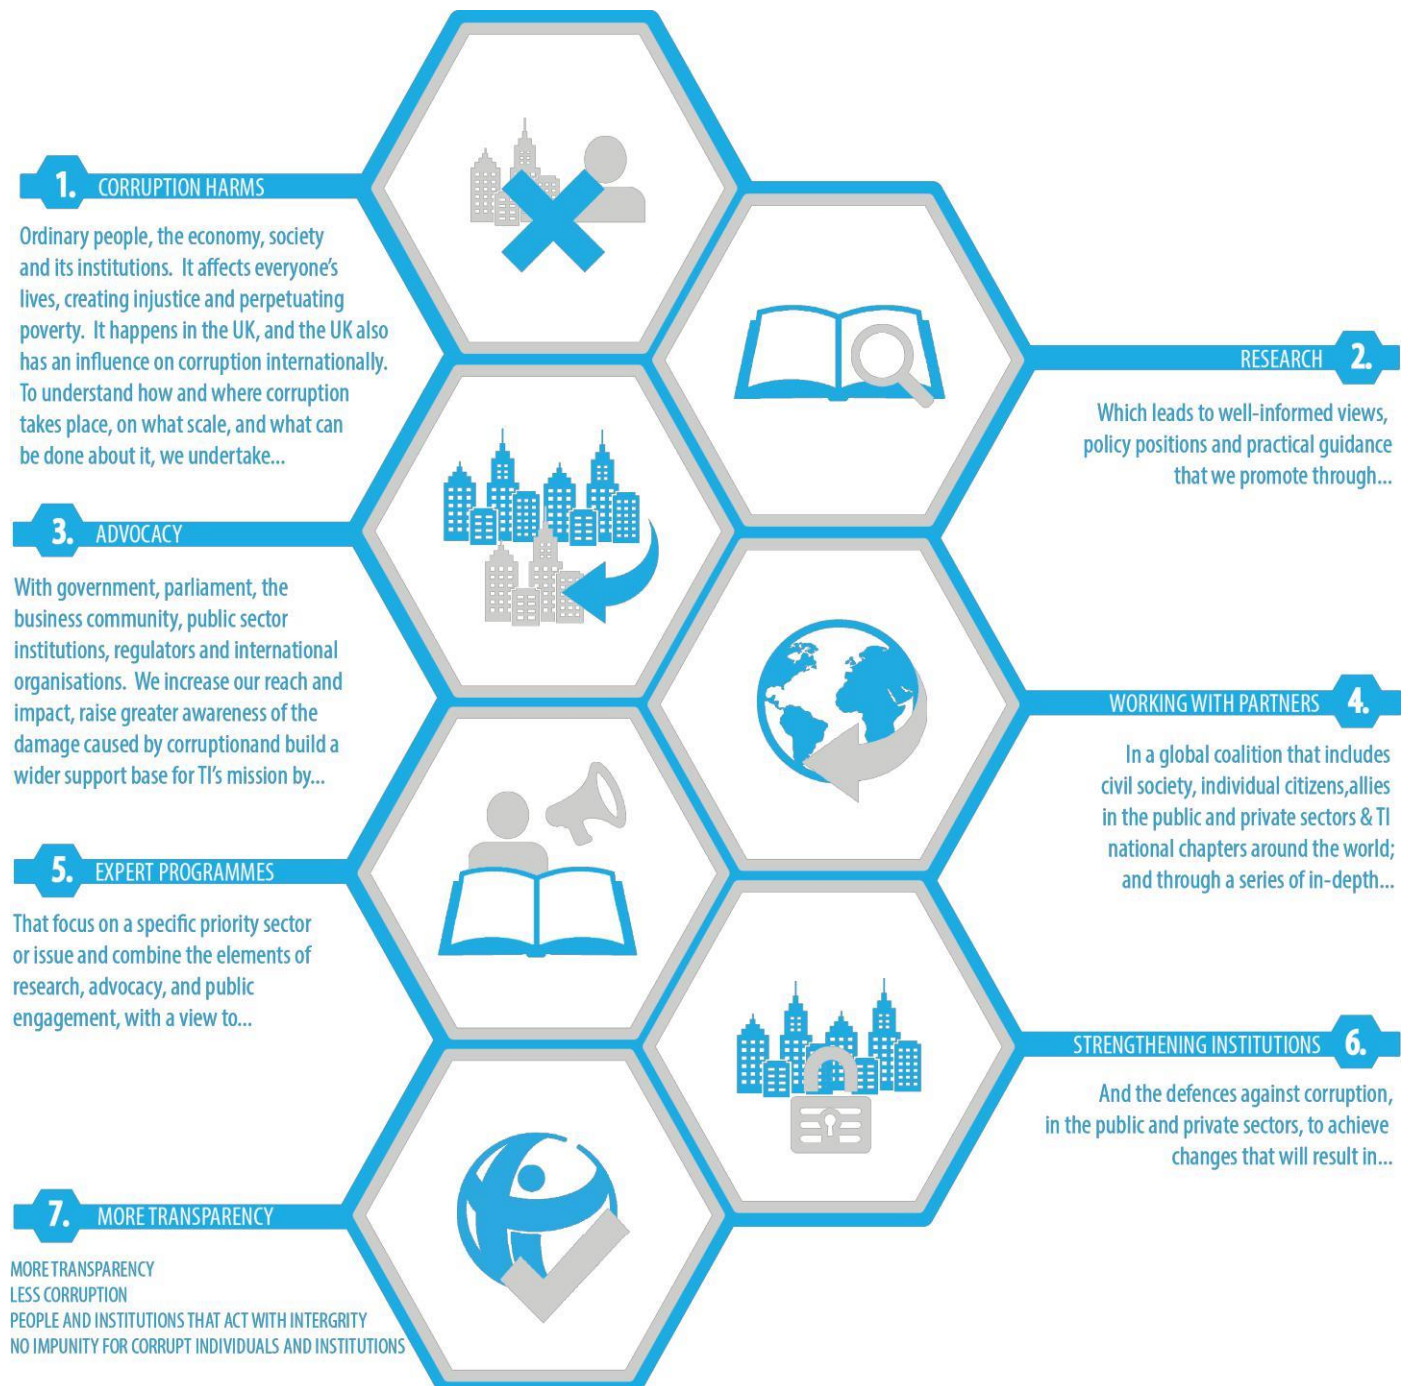 1. CORRUPTION HARMS
Ordinary people, the economy, society
and its institutions.  It affects everyone's
lives, creating injustice and perpetuating
poverty.  It happens in the UK, and the UK also
has an influence on corruption internationally.
To understand how and where corruption
takes place, on what scale, and what can
be done about it, we undertake...
RESEARCH 2.
Which leads to well-informed views,
policy positions and practical guidance
that we promote through...
3. ADVOCACY
With government, parliament, the
business community, public sector
institutions, regulators and international
organisations.  We increase our reach and
impact, raise greater awareness of the
damage caused by corruptionand build a
wider support base for TI's mission by...
WORKING WITH PARTNERS 4.
In a global coalition that includes
civil society, individual citizens,allies
in the public and private sectors & TI
national chapters around the world;
and through a series of in-depth...
5. EXPERT PROGRAMMES
That focus on a specific priority sector
or issue and combine the elements of
research, advocacy, and public
engagement, with a view to...
STRENGTHENING INSTITUTIONS 6.
And the defences against corruption,
in the public and private sectors, to achieve
changes that will result in...
7. MORE TRANSPARENCY
MORE TRANSPARENCY
LESS CORRUPTION
PEOPLE AND INSTITUTIONS THAT ACT WITH INTERGRITY
NO IMPUNITY FOR CORRUPT INDIVIDUALS AND INSTITUTIONS